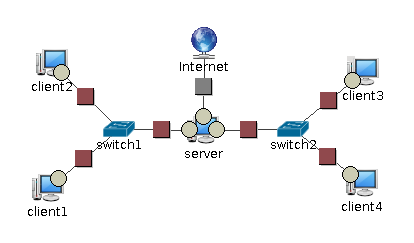 Internet
client2
client3
switch1
server
switch2
client1
client4